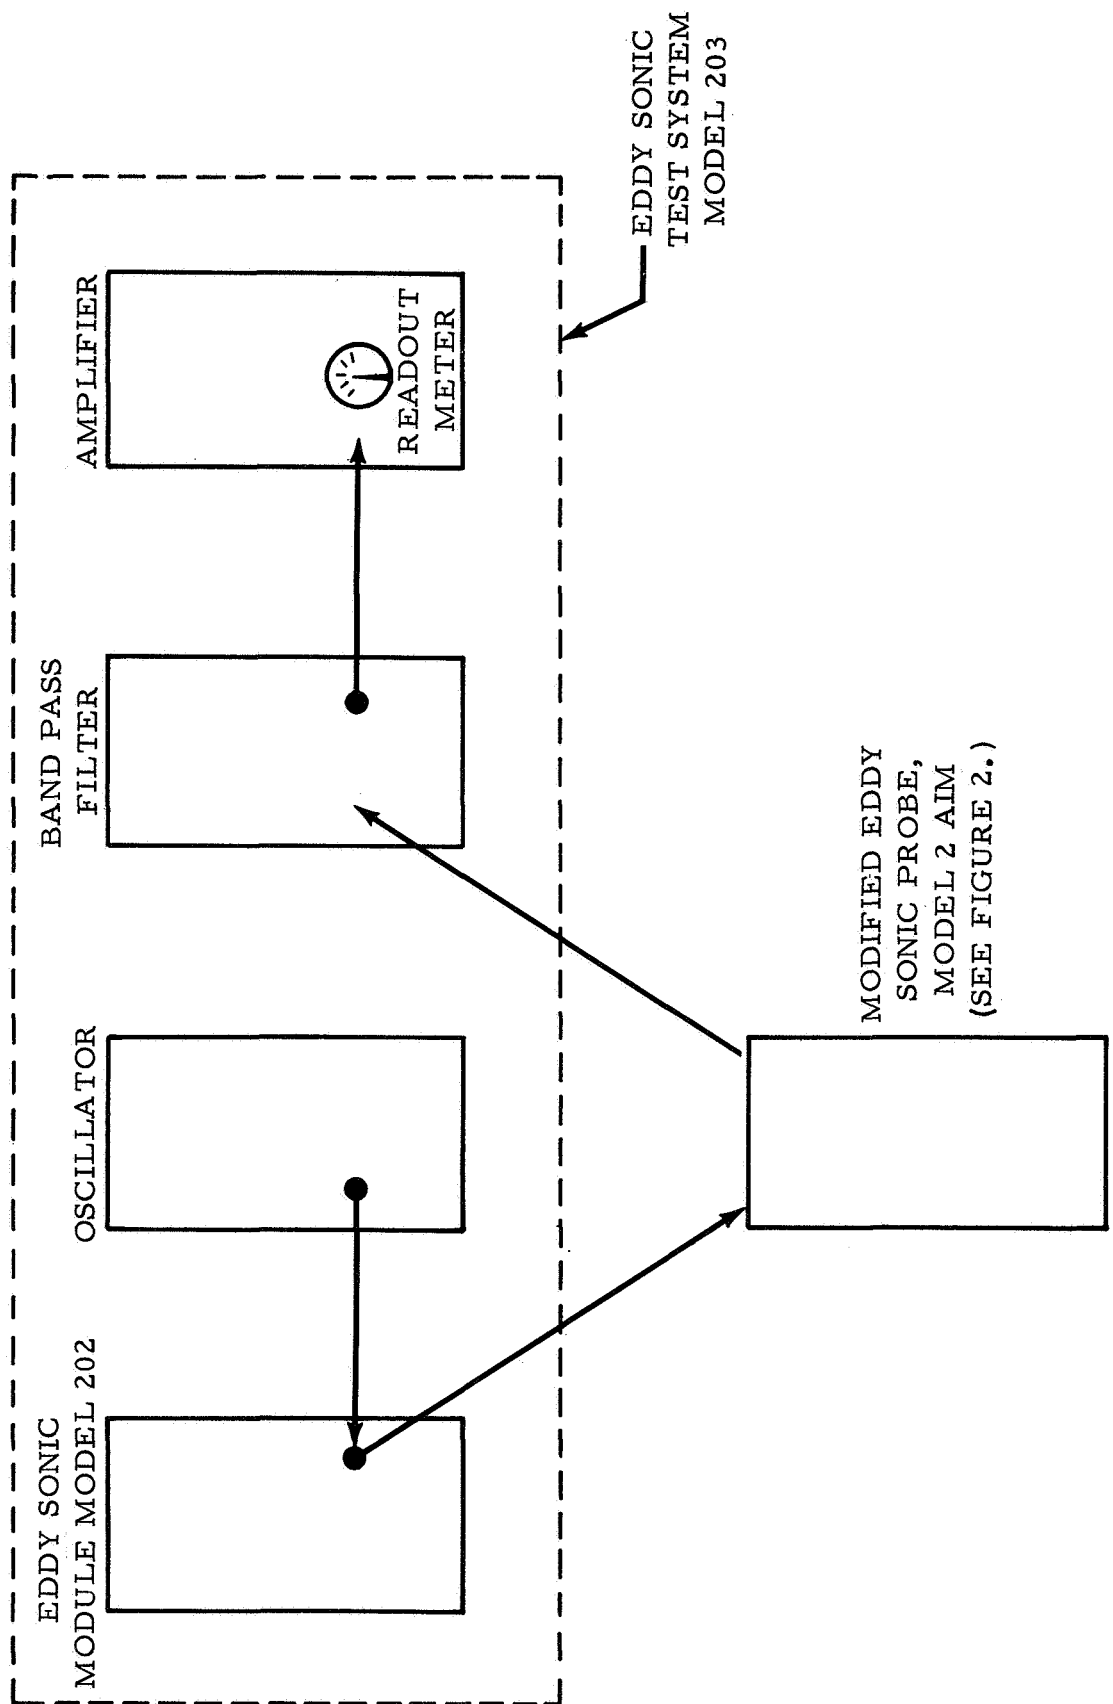 EDDY SONIC
MODULE MODEL 202
OSCILLATOR
BAND PASS
FILTER
AMPLIFIER
READOUT
METER
EDDY SONIC
TEST SYSTEM
MODEL 203
MODIFIED EDDY
SONIC PROBE,
MODEL 2 AIM
(SEE FIGURE 2.)